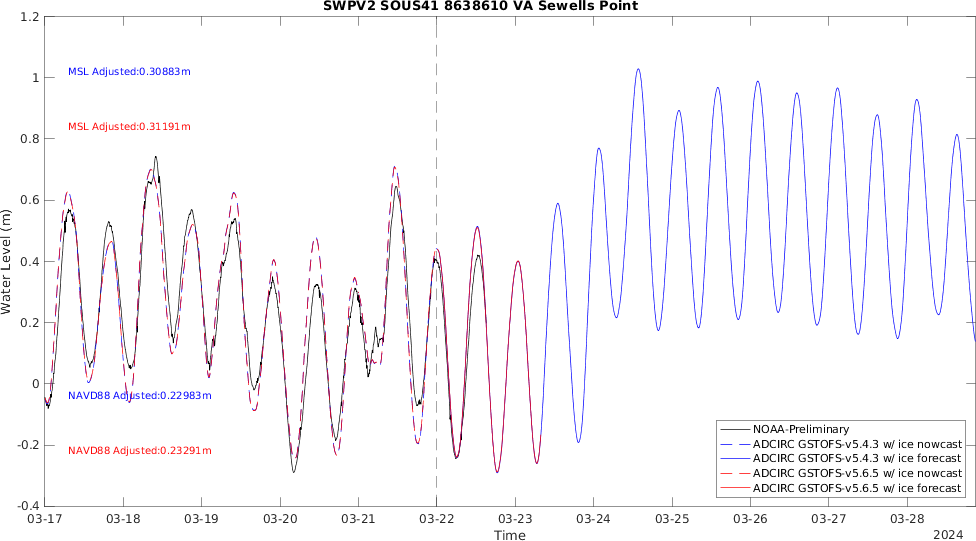 SWPV2 SOUS41 8638610 VA Sewells Point
1.2
1
0.8
0.6
0.4
0.2
0
-0.2
-0.4
Water Level (m)
MSL Adjusted:0.30883m
MSL Adjusted:0.31191m
NAVD88 Adjusted:0.22983m
NAVD88 Adjusted:0.23291m
NOAA-Preliminary
ADCIRC GSTOFS-v5.4.3 w/ ice nowcast
ADCIRC GSTOFS-v5.4.3 w/ ice forecast
ADCIRC GSTOFS-v5.6.5 w/ ice nowcast
ADCIRC GSTOFS-v5.6.5 w/ ice forecast
03-17 03-18 03-19 03-20 03-21 03-22 03-23 03-24 03-25 03-26 03-27 03-28
Time
2024